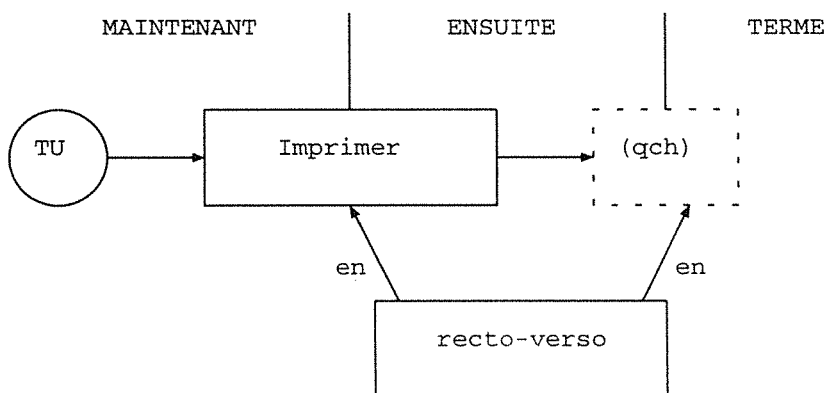 MAINTENANT ENSUITE TERME
TU Imprimer (qch)
en en
recto-verso